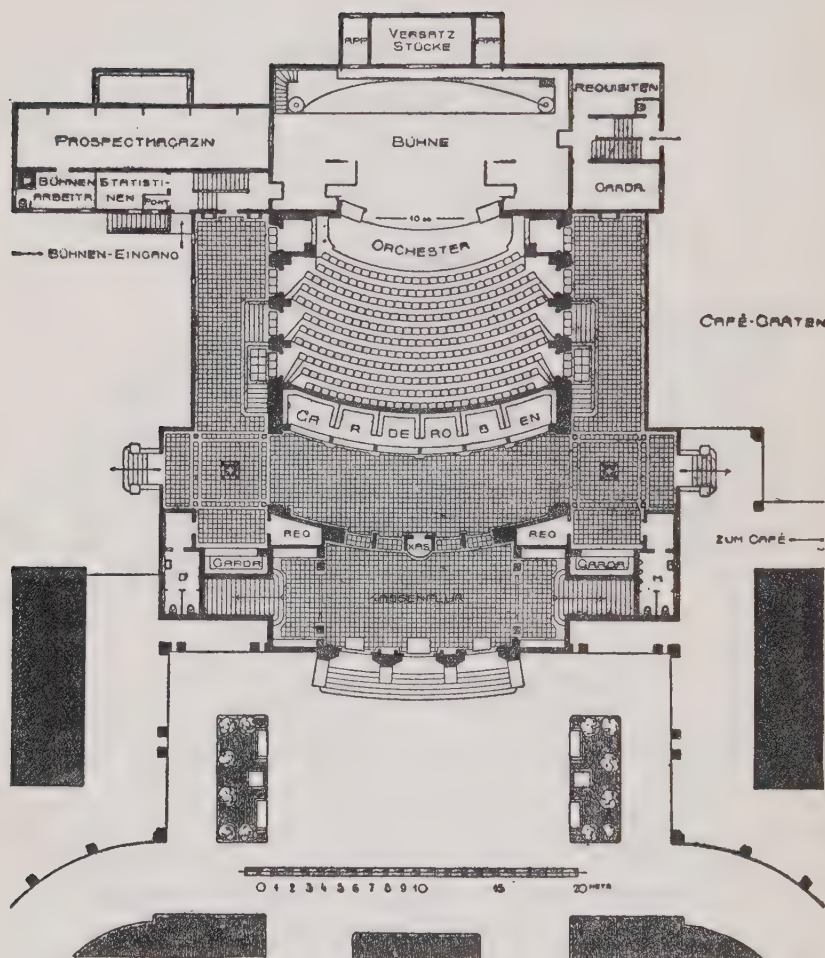 APP. VERSATZ STÜCKE APP.
REQUISITEN
PROSPECTMAGAZIN
BÜHNE
BÜHNEN ARBEITR.
STATISTI- NEN
PORT.
GARDR.
10.00
BÜHNEN-EINGANG
ORCHESTER
CAFÉ-GARTEN
GA R DE RO B EN
REQ
KAS.
REQ
ZUM CAFÉ
GARDR.
GARDR.
D
M
KASSENFLUR
0 1 2 3 4 5 6 7 8 9 10 15 20 METR.